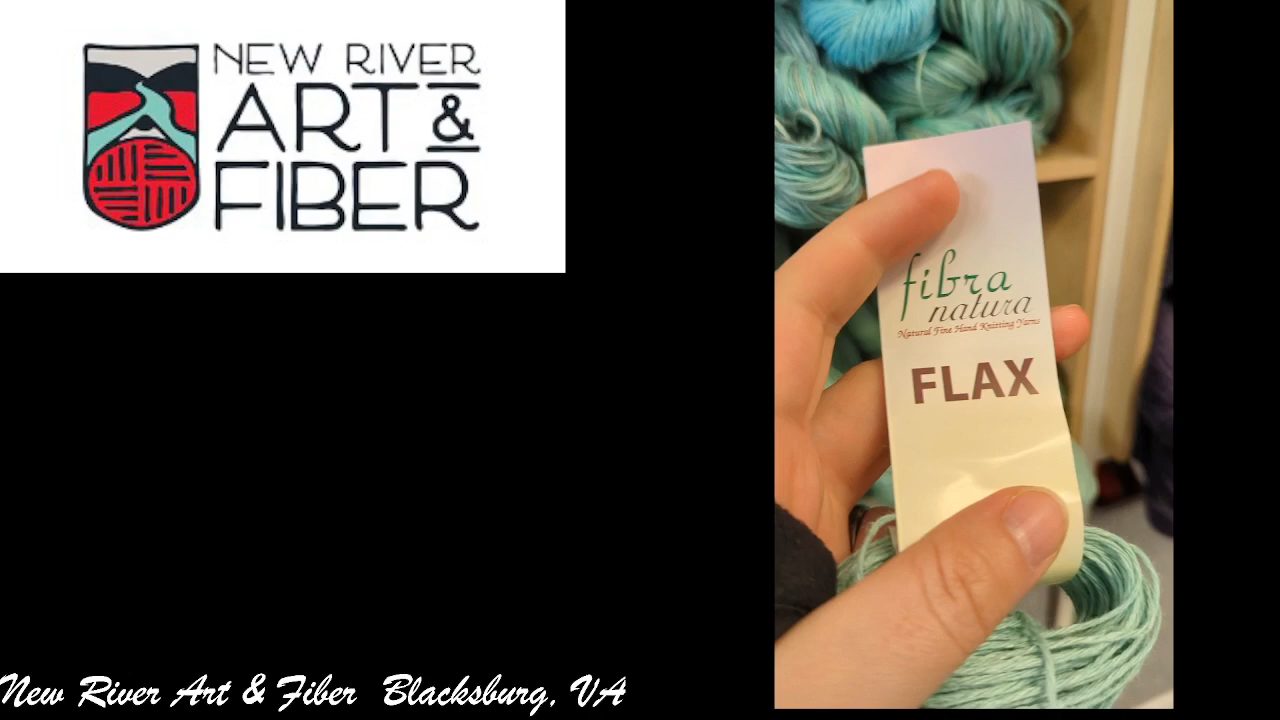 NEW RIVER
ART &
FIBER
fibra
natura
Natural Fine Hand Knitting Yarns
FLAX
New River Art & Fiber Blacksburg, VA